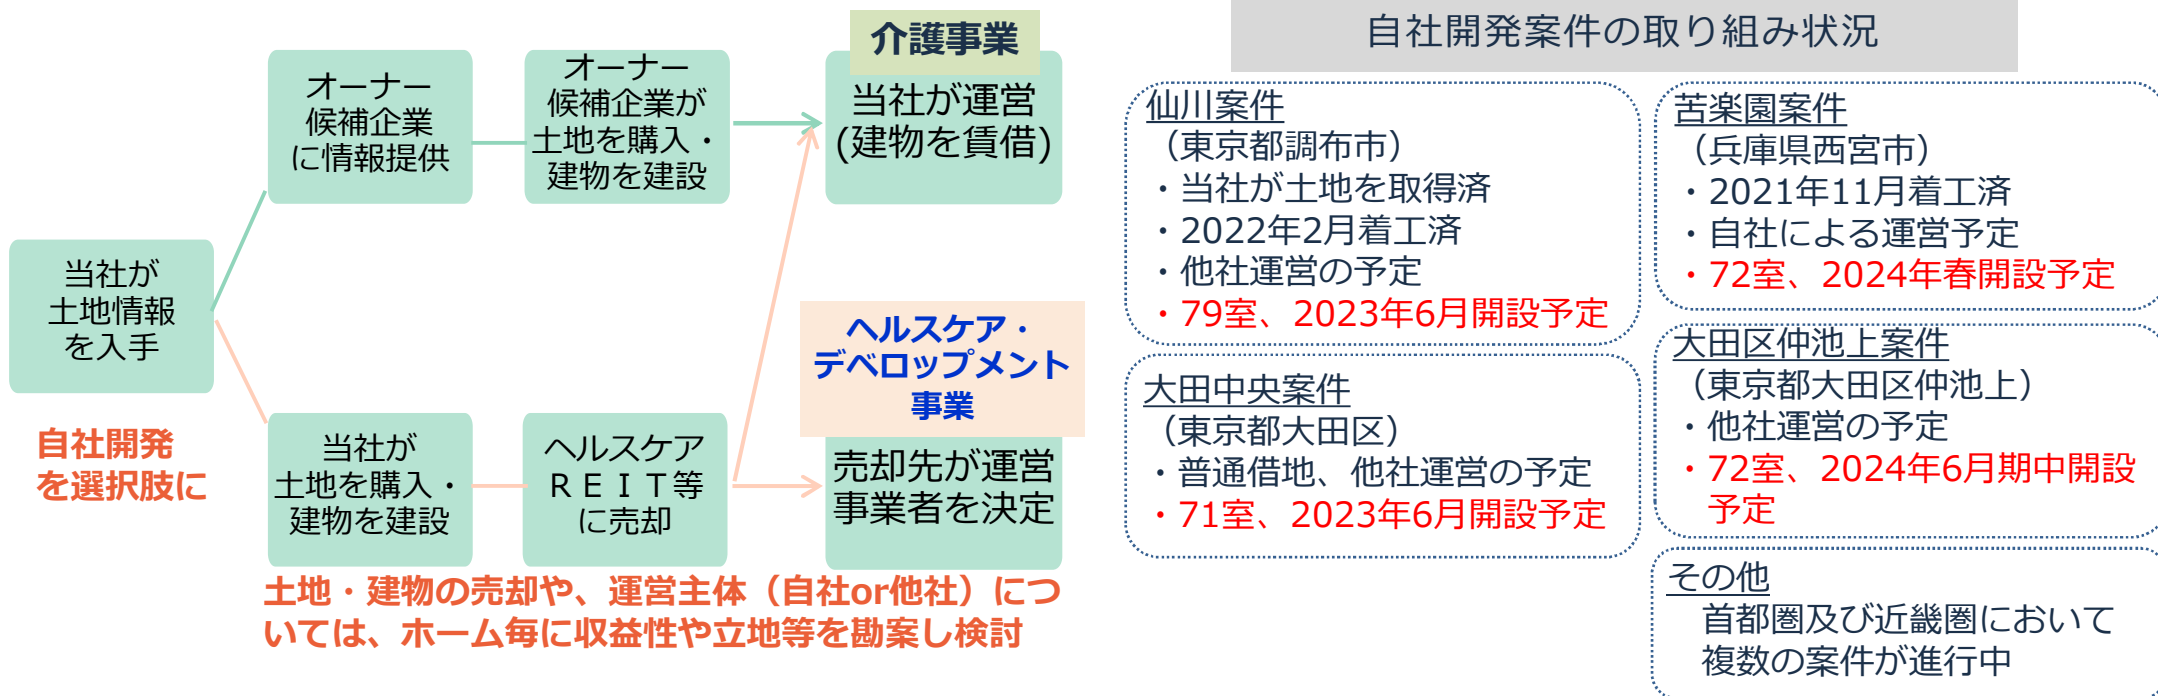 当社が
土地情報
を入手
自社開発
を選択肢に
オーナー
候補企業
に情報提供
オーナー
候補企業が
土地を購入・
建物を建設
介護事業
当社が運営
(建物を賃借)
当社が
土地を購入・
建物を建設
ヘルスケア
ＲＥＩＴ等
に売却
ヘルスケア・
デベロップメント
事業
売却先が運営
事業者を決定
土地・建物の売却や、運営主体（自社or他社）につ
いては、ホーム毎に収益性や立地等を勘案し検討
自社開発案件の取り組み状況
仙川案件
（東京都調布市）
・当社が土地を取得済
・2022年2月着工済
・他社運営の予定
・79室、2023年6月開設予定
大田中央案件
（東京都大田区）
・普通借地、他社運営の予定
・71室、2023年6月開設予定
苦楽園案件
（兵庫県西宮市）
・2021年11月着工済
・自社による運営予定
・72室、2024年春開設予定
大田区仲池上案件
（東京都大田区仲池上）
・他社運営の予定
・72室、2024年6月期中開設
予定
その他
首都圏及び近畿圏において
複数の案件が進行中